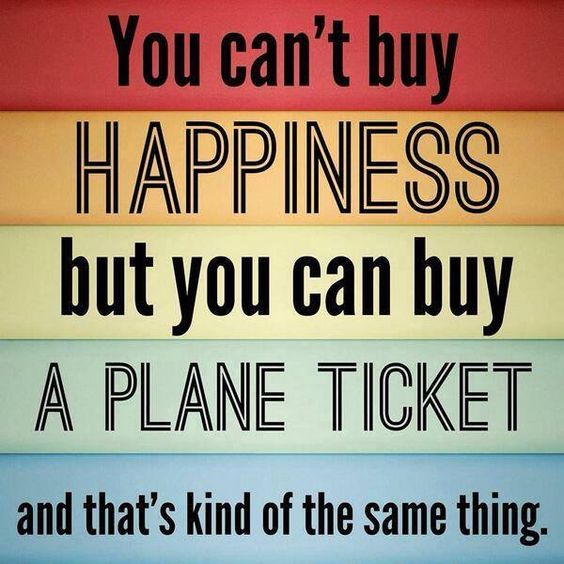 You can't buy
HAPPINESS
but you can buy
A PLANE TICKET
and that's kind of the same thing.